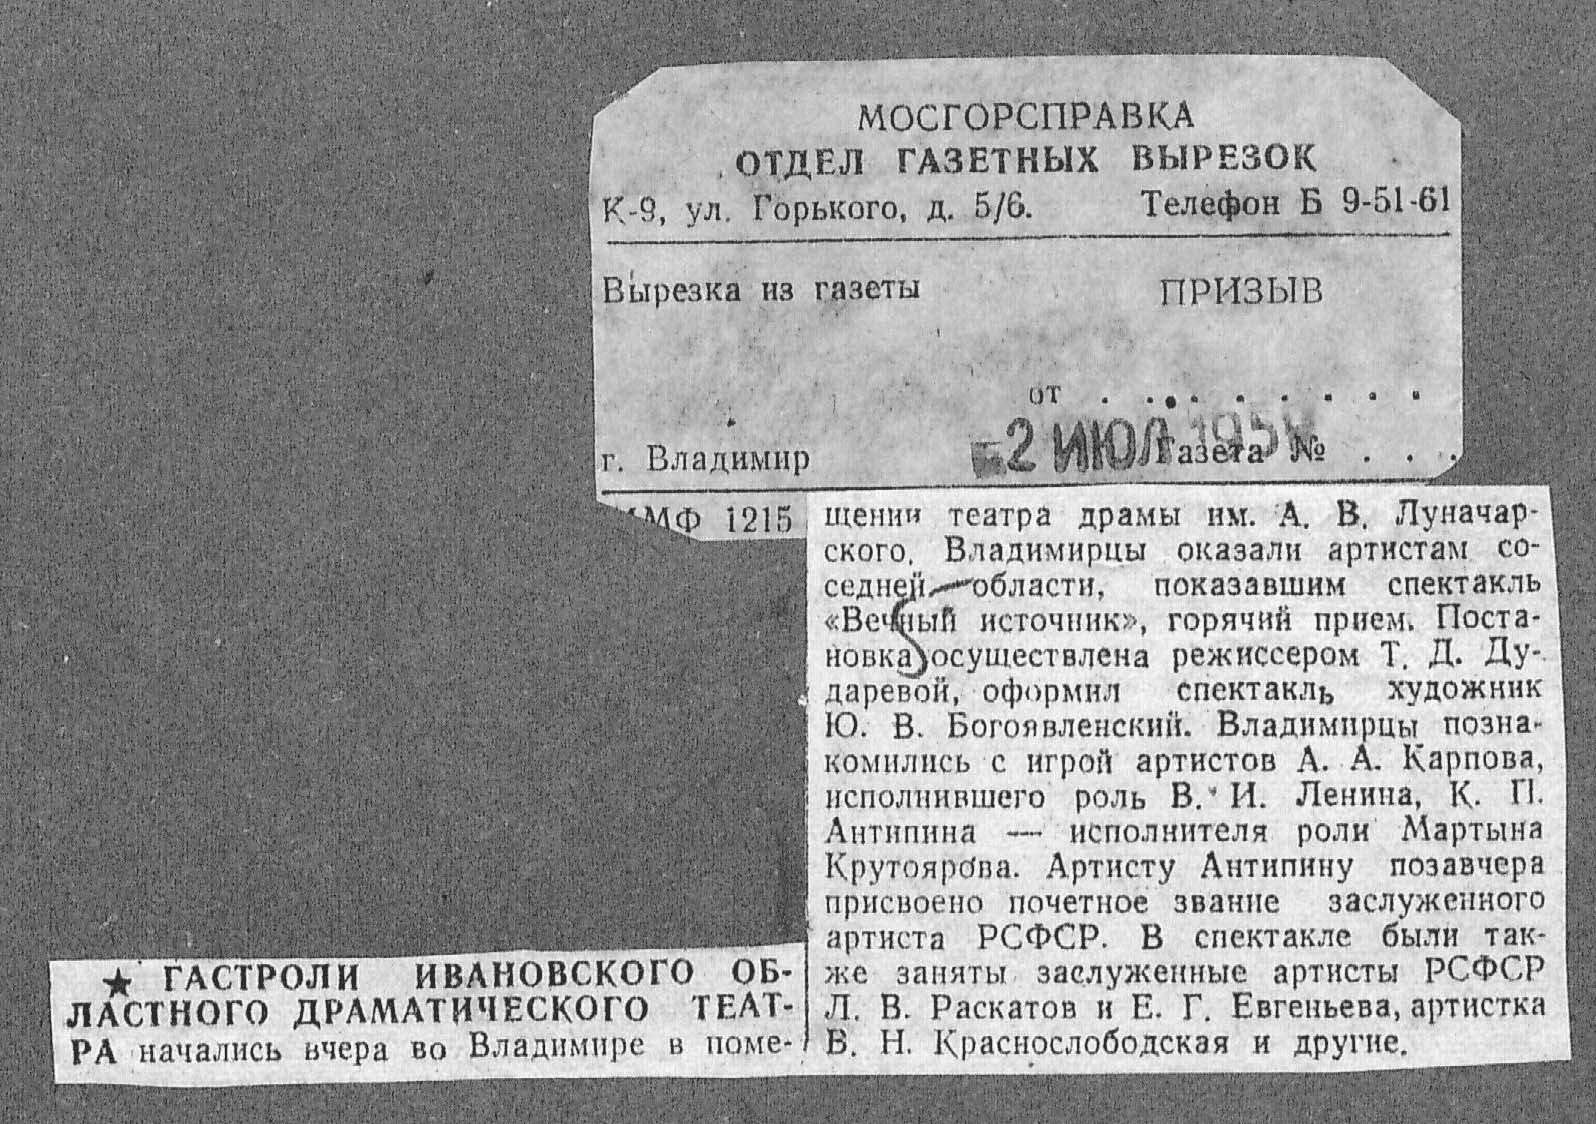 МОСГОРСПРАВКА
ОТДЕЛ ГАЗЕТНЫХ ВЫРЕЗОК
К-9, ул. Горького, д. 5/6. Телефон Б 9-51-61
Вырезка из газеты ПРИЗЫВ
от . . . . . . . .
-2 ИЮЛ
г. Владимир Газета № . . .
ММФ 1215
★ ГАСТРОЛИ ИВАНОВСКОГО ОБ-
ЛАСТНОГО ДРАМАТИЧЕСКОГО ТЕАТ-
РА начались вчера во Владимире в поме-
щении театра драмы им. А. В. Луначар-
ского. Владимирцы оказали артистам со-
седней области, показавшим спектакль
«Вечный источник», горячий прием. Поста-
новка осуществлена режиссером Т. Д. Ду-
даревой, оформил спектакль художник
Ю. В. Богоявленский. Владимирцы позна-
комились с игрой артистов А. А. Карпова,
исполнившего роль В. И. Ленина, К. П.
Антипина — исполнителя роли Мартына
Крутоярова. Артисту Антипину позавчера
присвоено почетное звание заслуженного
артиста РСФСР. В спектакле были так-
же заняты заслуженные артисты РСФСР
Л. В. Раскатов и Е. Г. Евгеньева, артистка
В. Н. Краснослободская и другие.